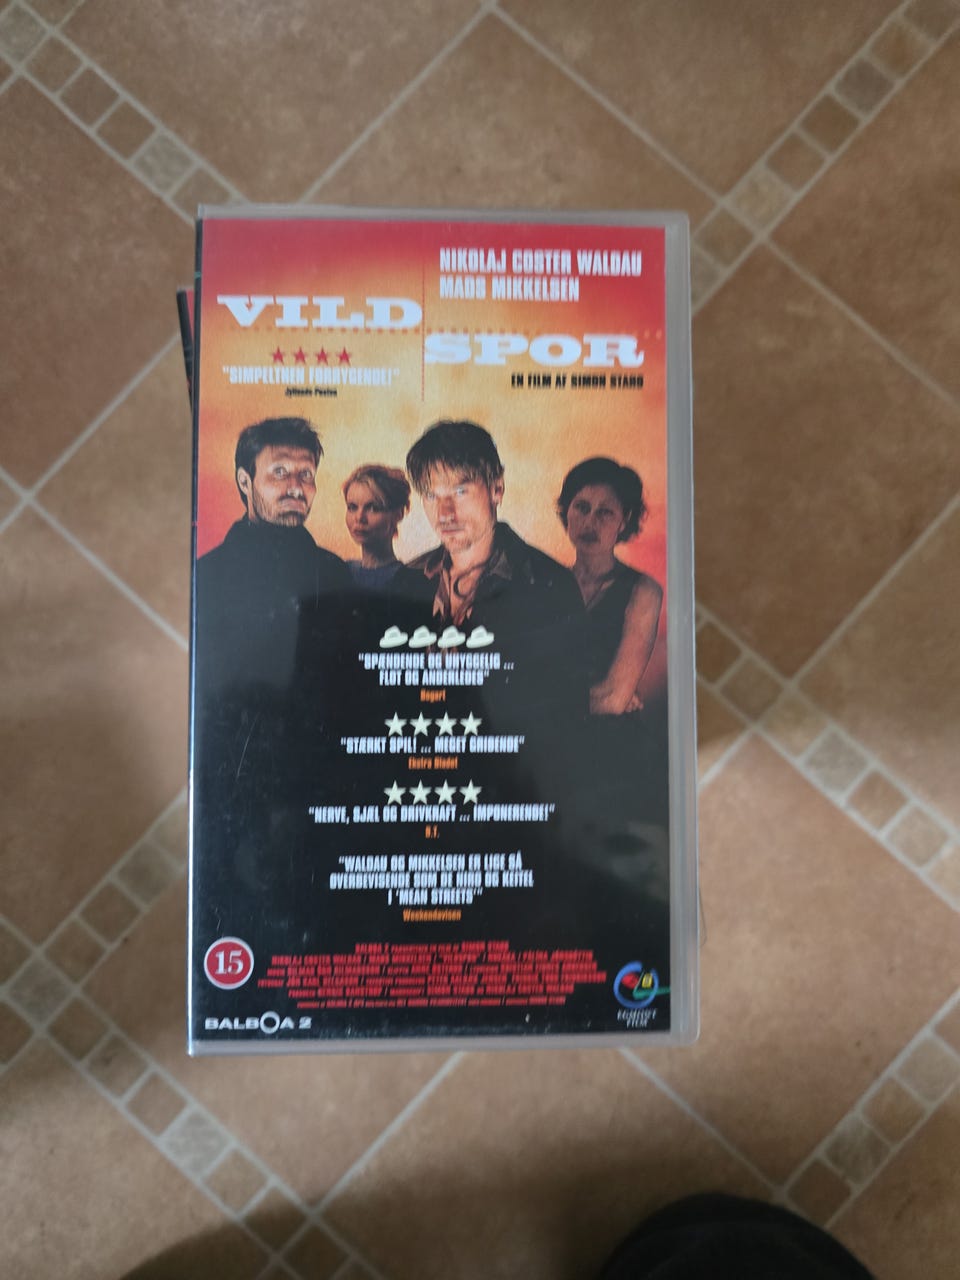 NIKOLAJ COSTER WALDAU
MADS MIKKELSEN
VILD
SPOR
"SIMPELTHEN FORRYGENDE!"
Jyllands Posten
EN FILM AF SIMON STAHO
"SPÆNDENDE OG UHYGGELIG ...
FLOT OG ANDERLEDES"
Bogart
"STÆRKT SPIL! ... MEGET GRIBENDE"
Ekstra Bladet
"NERVE, SJÆL OG DRIVKRAFT ... IMPONERENDE!"
B.T.
"WALDAU OG MIKKELSEN ER LIGE SÅ
OVERBEVISENDE SOM DE NIRO OG KEITEL
I 'MEAN STREETS'"
Weekendavisen
15
BALBOA 2
FILM